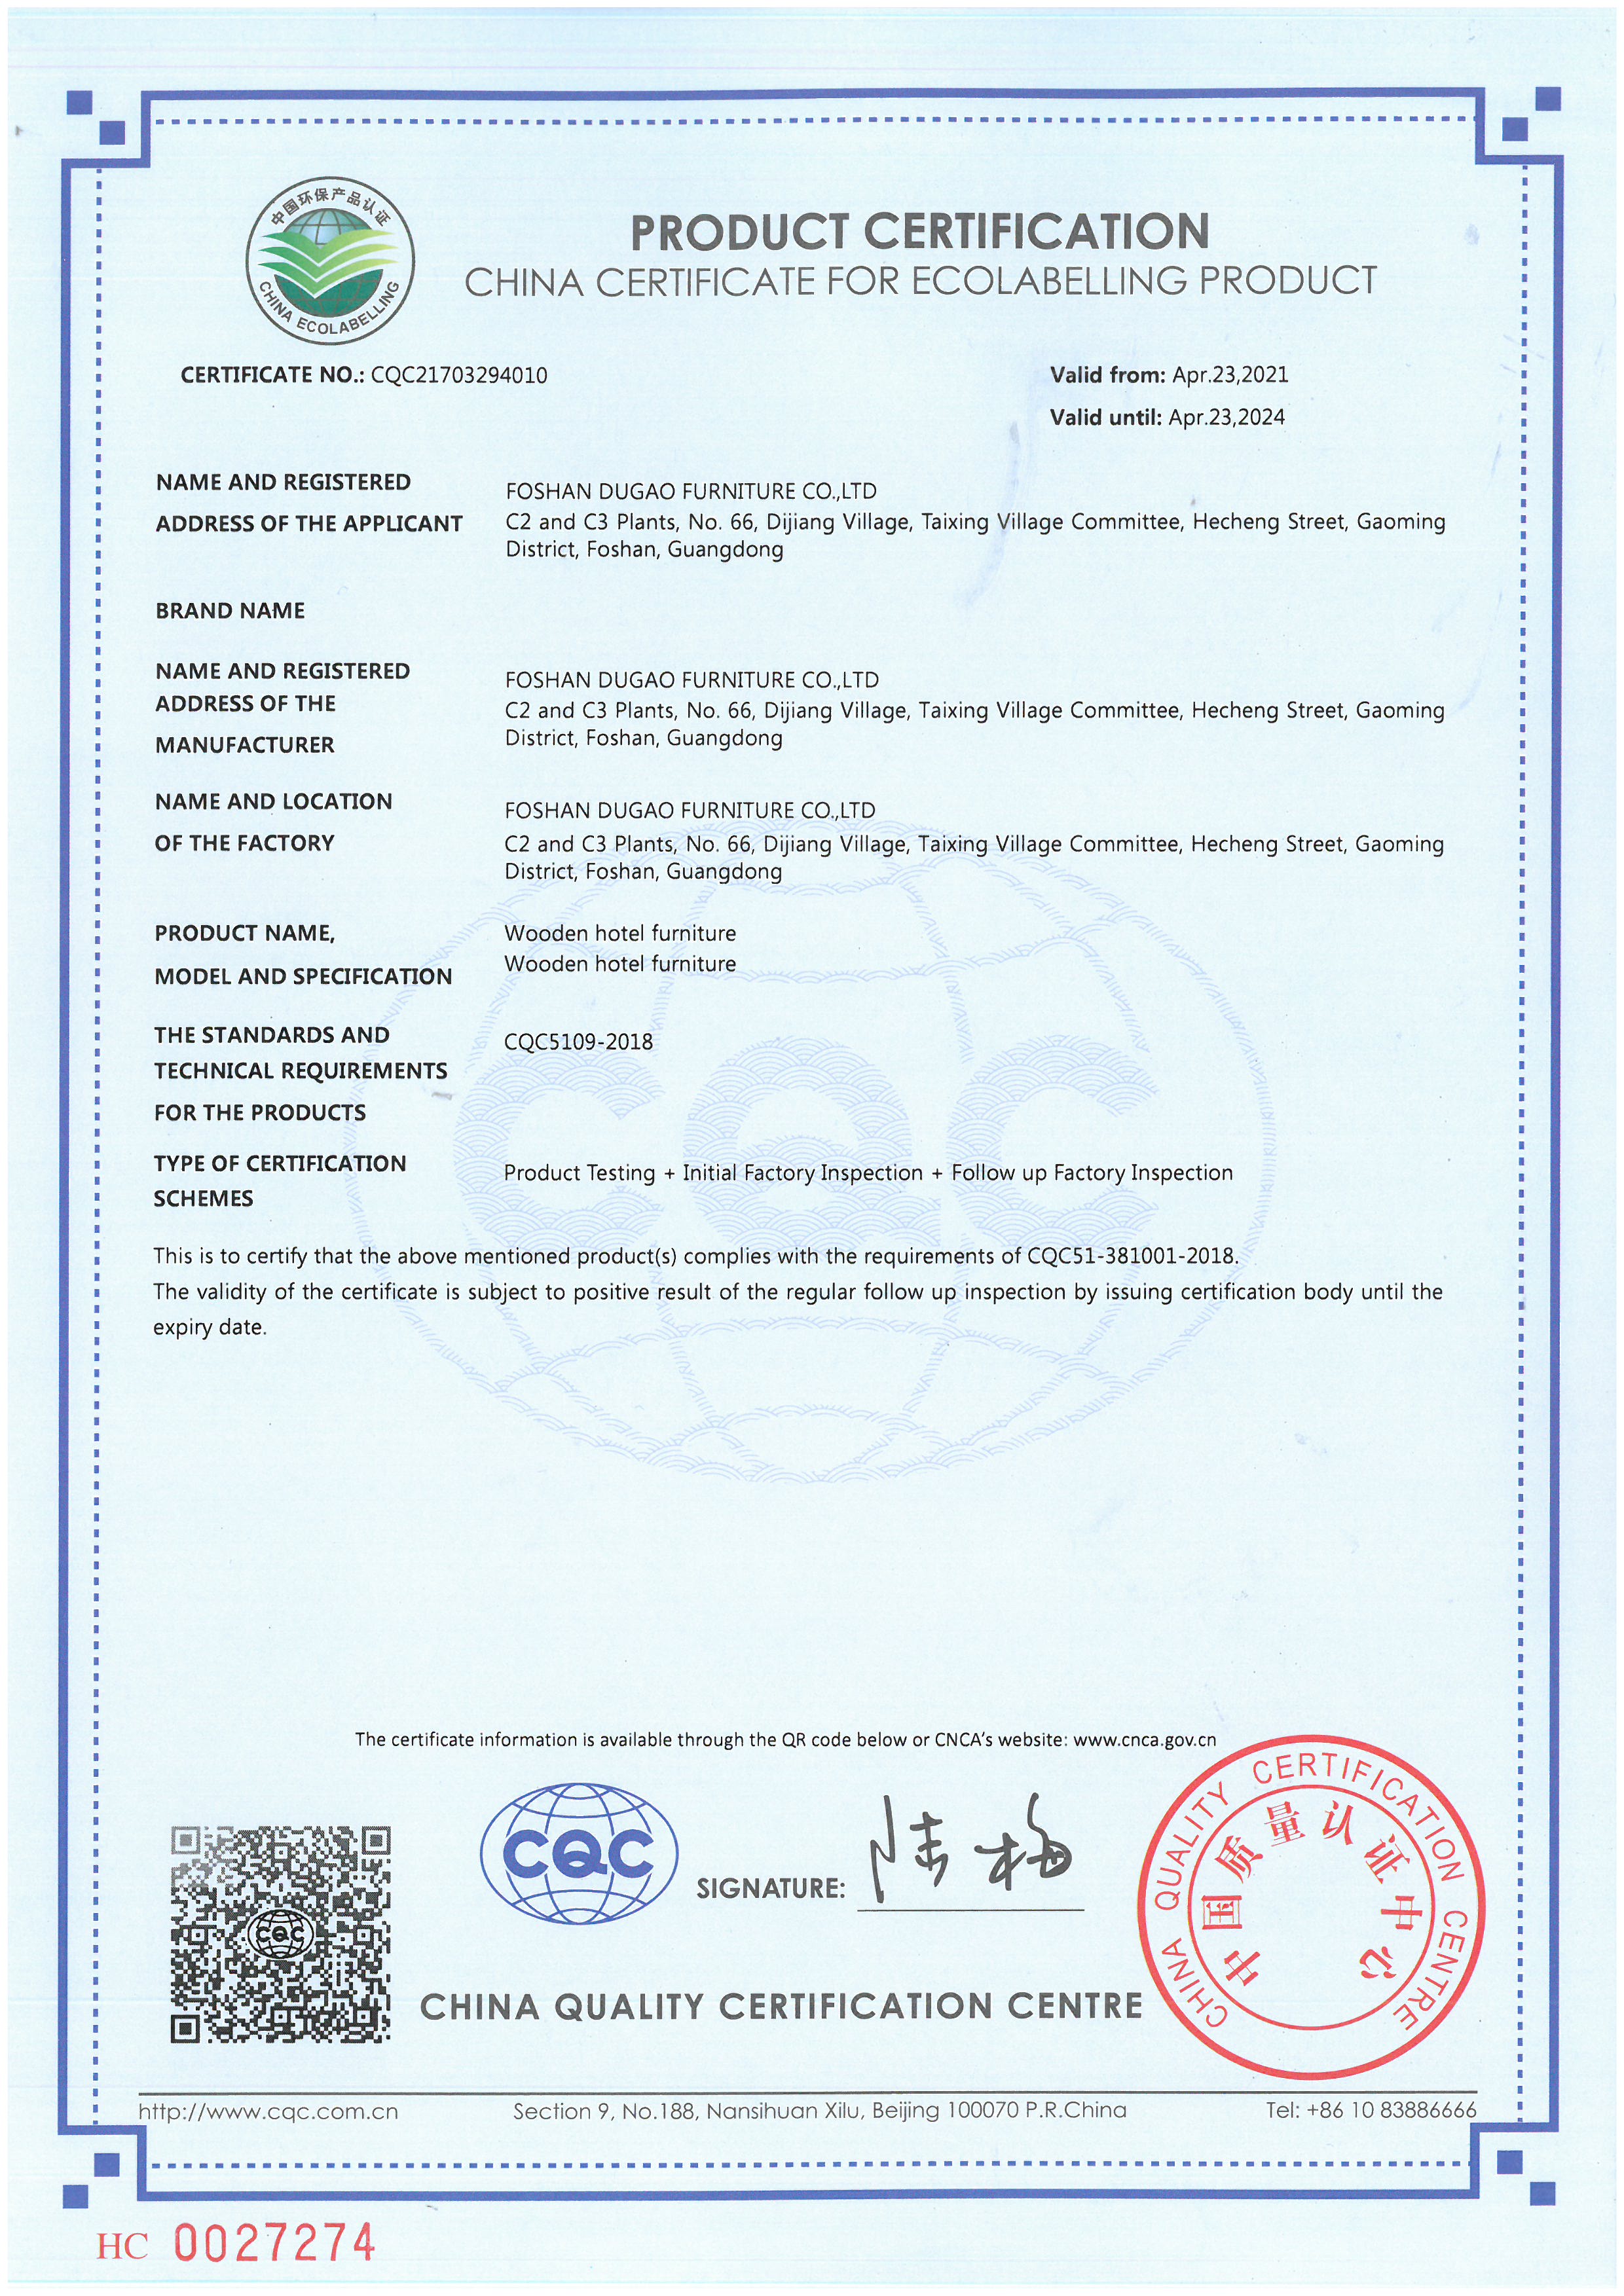 中国环保产品认证
CHINA ECOLABELLING
PRODUCT CERTIFICATION
CHINA CERTIFICATE FOR ECOLABELLING PRODUCT
CERTIFICATE NO.: CQC21703294010
Valid from: Apr.23,2021
Valid until: Apr.23,2024
NAME AND REGISTERED
ADDRESS OF THE APPLICANT
FOSHAN DUGAO FURNITURE CO.,LTD
C2 and C3 Plants, No. 66, Dijiang Village, Taixing Village Committee, Hecheng Street, Gaoming
District, Foshan, Guangdong
BRAND NAME
NAME AND REGISTERED
ADDRESS OF THE
MANUFACTURER
FOSHAN DUGAO FURNITURE CO.,LTD
C2 and C3 Plants, No. 66, Dijiang Village, Taixing Village Committee, Hecheng Street, Gaoming
District, Foshan, Guangdong
NAME AND LOCATION
OF THE FACTORY
FOSHAN DUGAO FURNITURE CO.,LTD
C2 and C3 Plants, No. 66, Dijiang Village, Taixing Village Committee, Hecheng Street, Gaoming
District, Foshan, Guangdong
PRODUCT NAME,
MODEL AND SPECIFICATION
Wooden hotel furniture
Wooden hotel furniture
THE STANDARDS AND
TECHNICAL REQUIREMENTS
FOR THE PRODUCTS
CQC5109-2018
CQC
TYPE OF CERTIFICATION
SCHEMES
Product Testing + Initial Factory Inspection + Follow up Factory Inspection
This is to certify that the above mentioned product(s) complies with the requirements of CQC51-381001-2018.
The validity of the certificate is subject to positive result of the regular follow up inspection by issuing certification body until the
expiry date.
The certificate information is available through the QR code below or CNCA's website: www.cnca.gov.cn
CQC
CQC
SIGNATURE:
陆梅
CHINA QUALITY CERTIFICATION CENTRE
中国质量认证中心
CHINA QUALITY CERTIFICATION CENTRE
http://www.cqc.com.cn
Section 9, No.188, Nansihuan Xilu, Beijing 100070 P.R.China
Tel: +86 10 83886666
HC 0027274